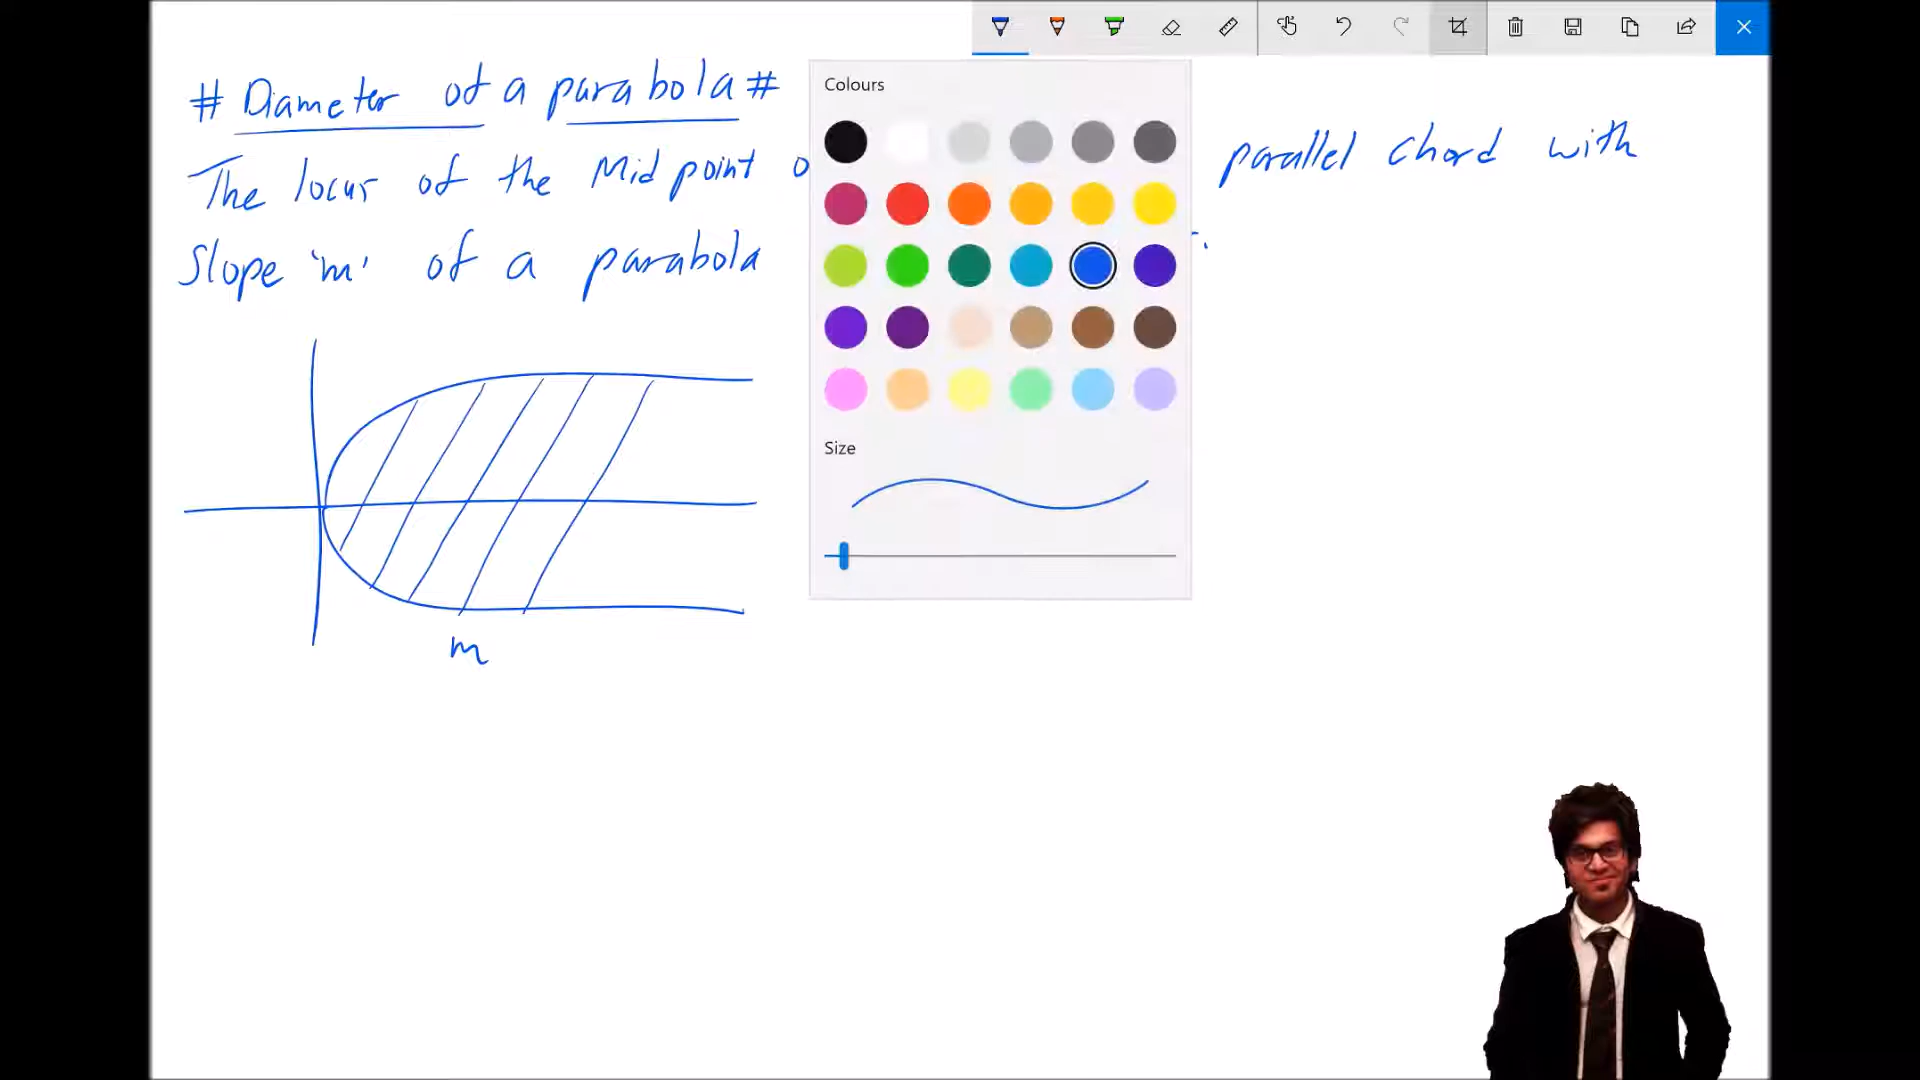 # Diameter of a parabola #
The locus of the Mid point o parallel chord with
Slope 'm' of a parabola
m
Colours
Size